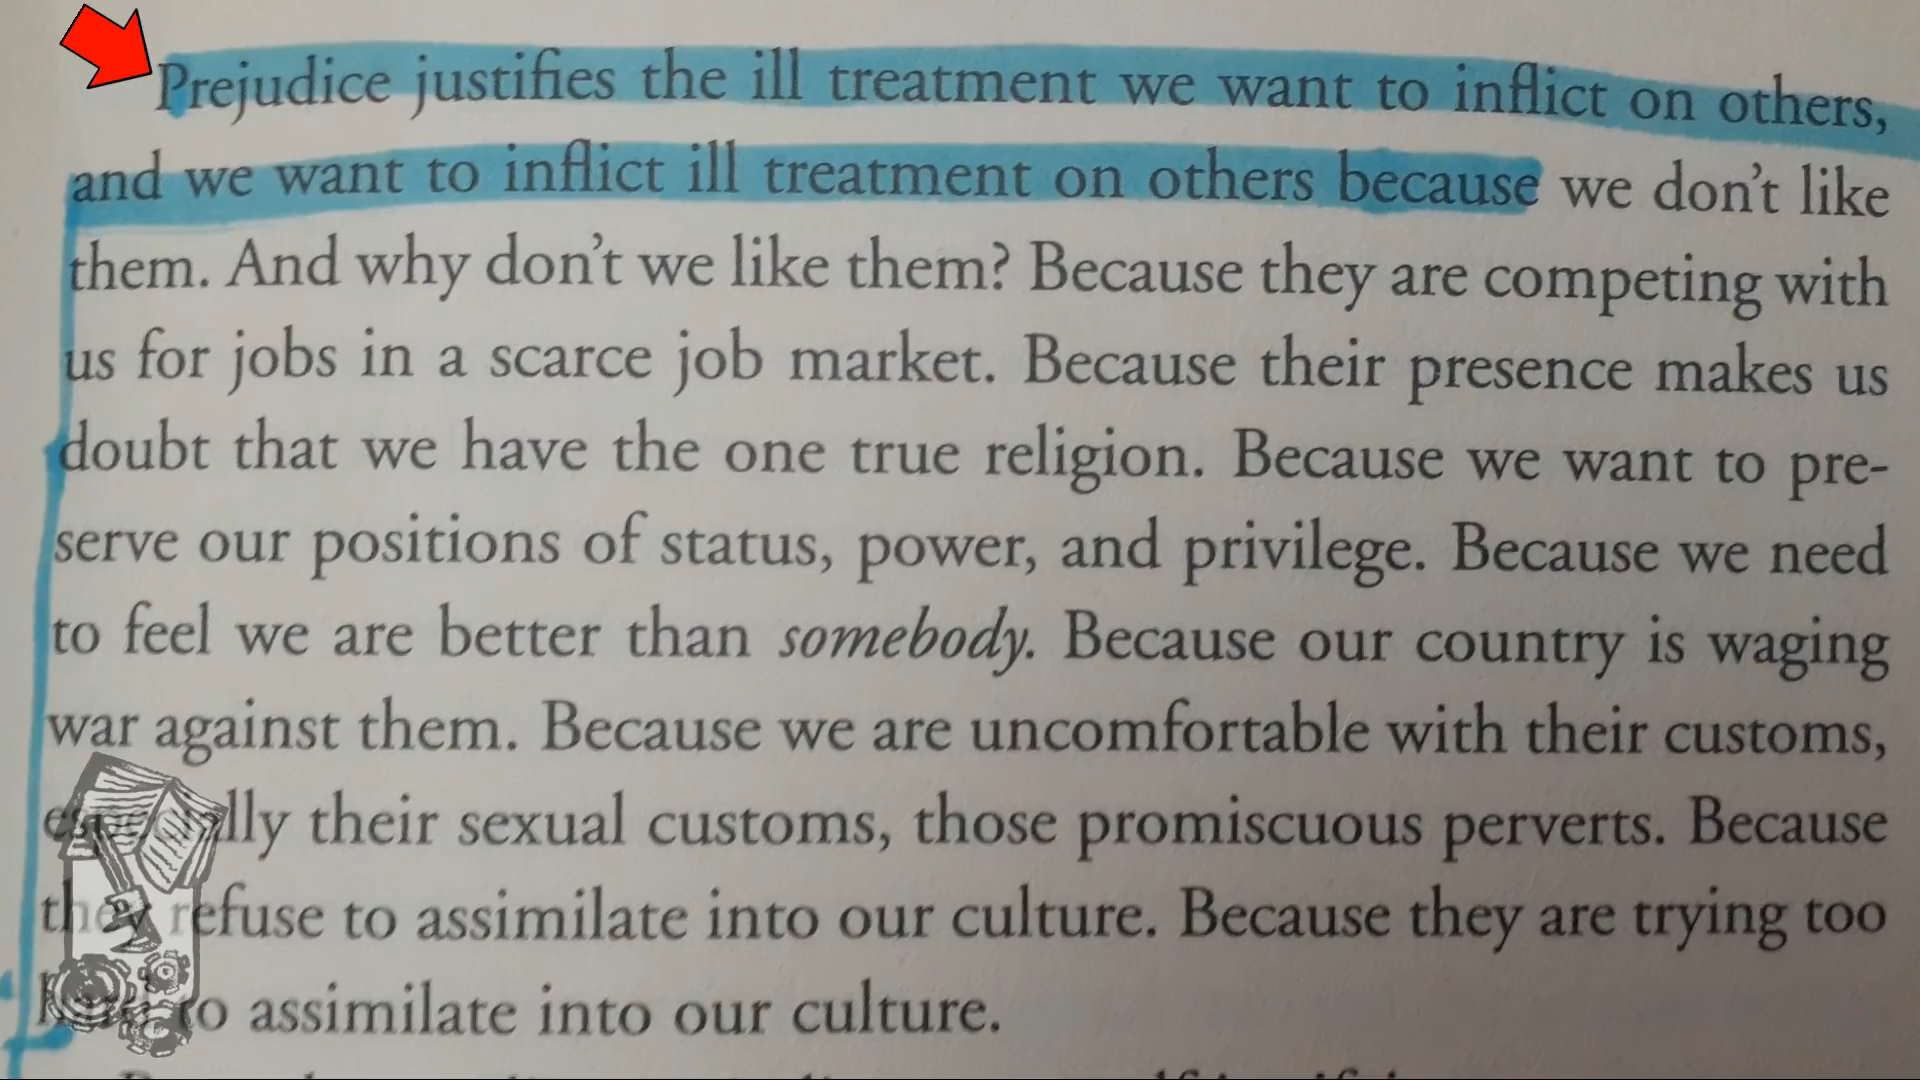 Prejudice justifies the ill treatment we want to inflict on others,
and we want to inflict ill treatment on others because we don't like
them. And why don't we like them? Because they are competing with
us for jobs in a scarce job market. Because their presence makes us
doubt that we have the one true religion. Because we want to pre-
serve our positions of status, power, and privilege. Because we need
to feel we are better than somebody. Because our country is waging
war against them. Because we are uncomfortable with their customs,
especially their sexual customs, those promiscuous perverts. Because
they refuse to assimilate into our culture. Because they are trying too
hard to assimilate into our culture.